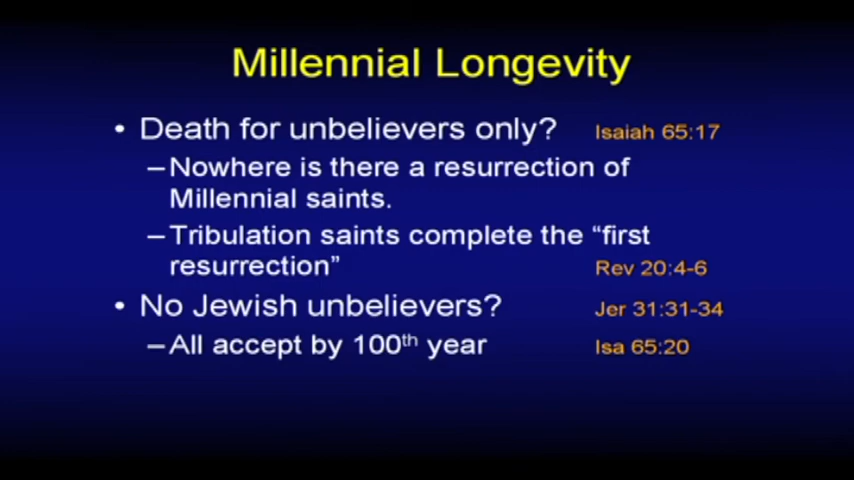 Millennial Longevity
• Death for unbelievers only? Isaiah 65:17
–Nowhere is there a resurrection of
Millennial saints.
–Tribulation saints complete the “first
resurrection” Rev 20:4-6
• No Jewish unbelievers? Jer 31:31-34
–All accept by 100th year Isa 65:20